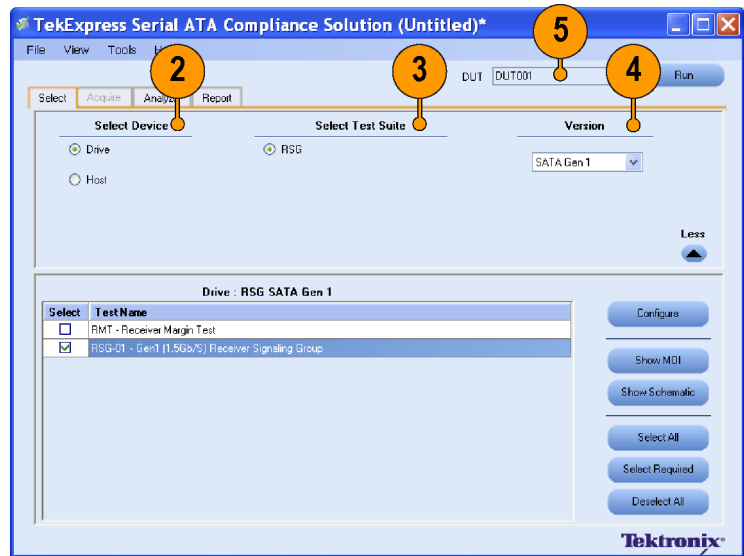 TekExpress Serial ATA Compliance Solution (Untitled)*
5
File View Tools H
2
3
4
DUT DUT001 Run
Select Acquire Analyze Report
Select Device Select Test Suite Version
Drive RSG SATA Gen 1
Host
Less
Drive : RSG SATA Gen 1
Select Test Name
RMT - Receiver Margin Test
RSG-01 - Gen1 (1.5Gb/S) Receiver Signaling Group
Configure
Show MOI
Show Schematic
Select All
Select Required
Deselect All
Tektronix